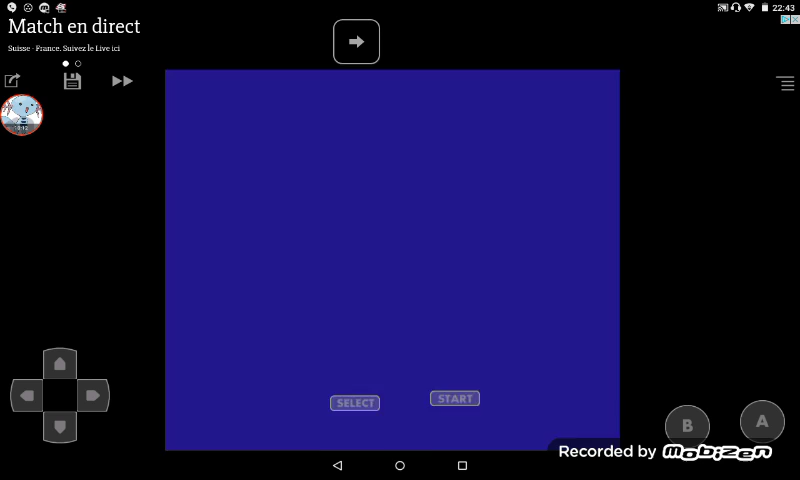 22:43
Match en direct
Suisse - France. Suivez le Live ici
SELECT
START
B
A
Recorded by Mobizen